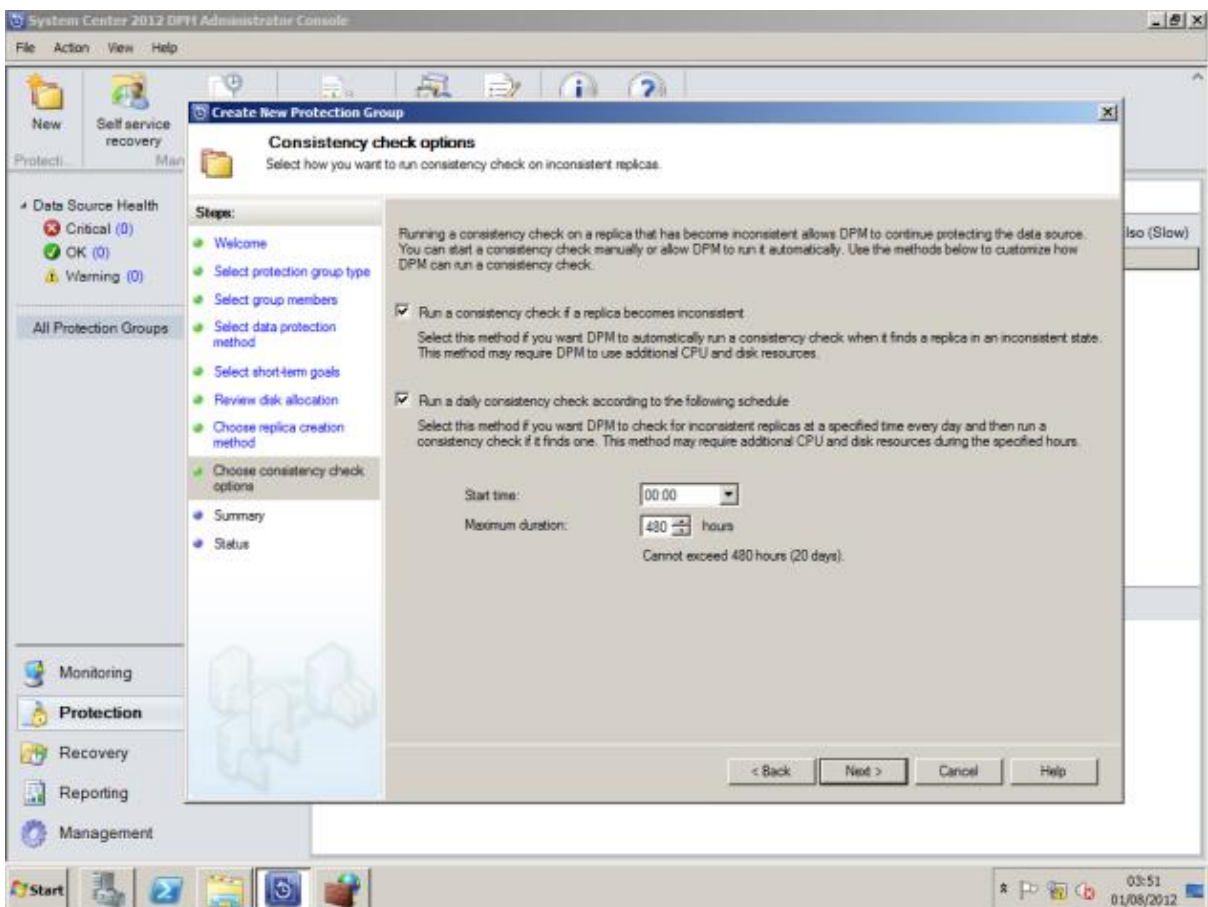 System Center 2012 DPM Administrator Console
File Action View Help
New
Self service
recovery
Protecti...
Man
Create New Protection Group
Consistency check options
Select how you want to run consistency check on inconsistent replicas.
Data Source Health
Critical (0)
OK (0)
Warning (0)
All Protection Groups
Steps:
Welcome
Select protection group type
Select group members
Select data protection
method
Select short-term goals
Review disk allocation
Choose replica creation
method
Choose consistency check
options
Summary
Status
Running a consistency check on a replica that has become inconsistent allows DPM to continue protecting the data source.
You can start a consistency check manually or allow DPM to run it automatically. Use the methods below to customize how
DPM can run a consistency check.
Run a consistency check if a replica becomes inconsistent
Select this method if you want DPM to automatically run a consistency check when it finds a replica in an inconsistent state.
This method may require DPM to use additional CPU and disk resources.
Run a daily consistency check according to the following schedule
Select this method if you want DPM to check for inconsistent replicas at a specified time every day and then run a
consistency check if it finds one. This method may require additional CPU and disk resources during the specified hours.
Start time: 00:00
Maximum duration: 480 hours
Cannot exceed 480 hours (20 days).
lso (Slow)
< Back Next > Cancel Help
Monitoring
Protection
Recovery
Reporting
Management
Start
03:51
01/08/2012